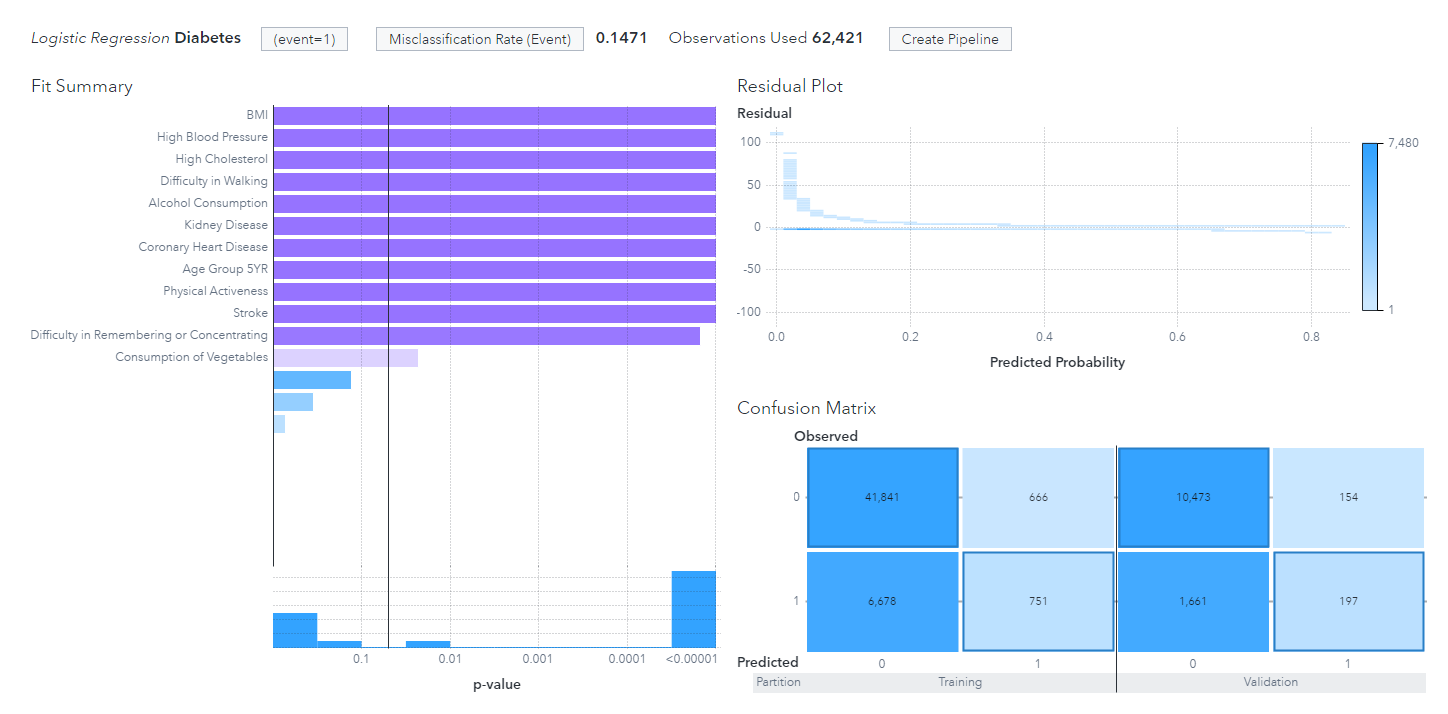 Logistic Regression Diabetes (event=1) Misclassification Rate (Event) 0.1471 Observations Used 62,421 Create Pipeline
Fit Summary
BMI
High Blood Pressure
High Cholesterol
Difficulty in Walking
Alcohol Consumption
Kidney Disease
Coronary Heart Disease
Age Group 5YR
Physical Activeness
Stroke
Difficulty in Remembering or Concentrating
Consumption of Vegetables
0.1 0.01 0.001 0.0001 <0.00001
p-value
Residual Plot
Residual
100
50
0
-50
-100
0.0 0.2 0.4 0.6 0.8
Predicted Probability
7,480
1
Confusion Matrix
Observed
0 41,841 666 10,473 154
1 6,678 751 1,661 197
Predicted 0 1 0 1
Partition Training Validation